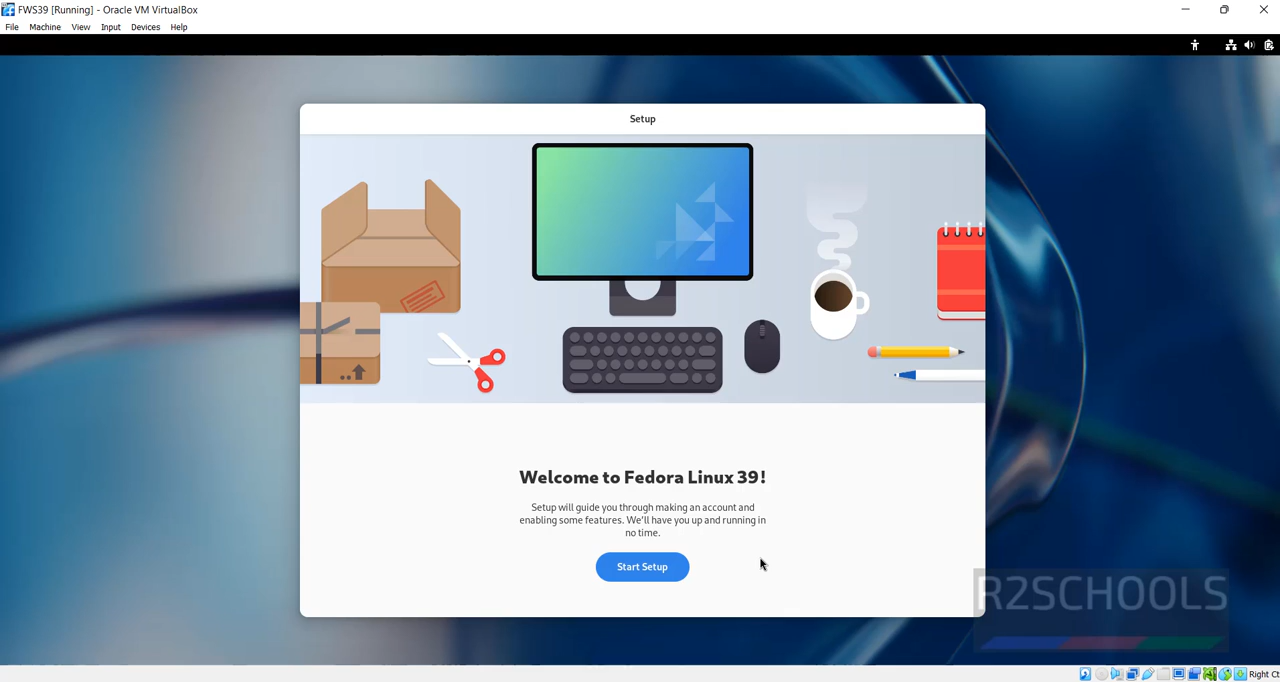 FWS39 [Running] - Oracle VM VirtualBox
File Machine View Input Devices Help
Setup
Welcome to Fedora Linux 39!
Setup will guide you through making an account and
enabling some features. We'll have you up and running in
no time.
Start Setup
R2SCHOOLS
Right Ct